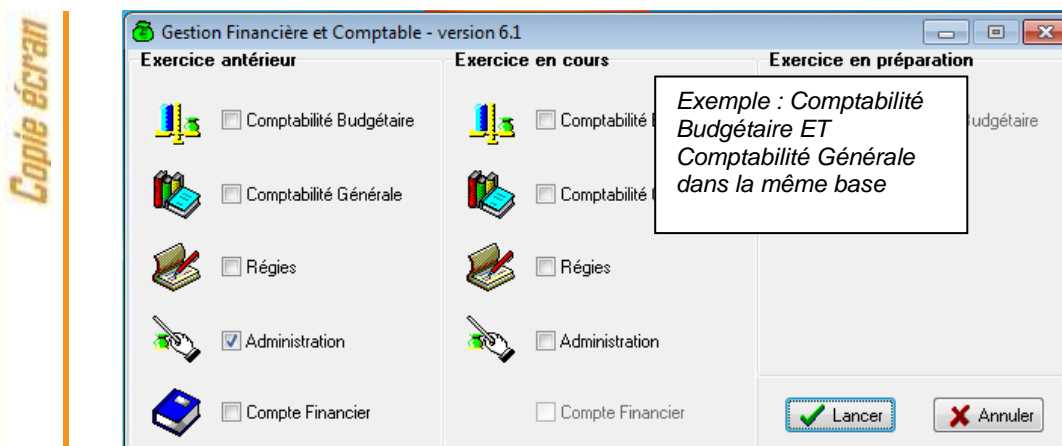 Copie écran
Gestion Financière et Comptable - version 6.1
Exercice antérieur
Comptabilité Budgétaire
Comptabilité Générale
Régies
Administration
Compte Financier
Exercice en cours
Comptabilité
Comptabilité
Régies
Administration
Compte Financier
Exercice en préparation
Exemple : Comptabilité
Budgétaire ET
Comptabilité Générale
dans la même base
udgétaire
Lancer
Annuler